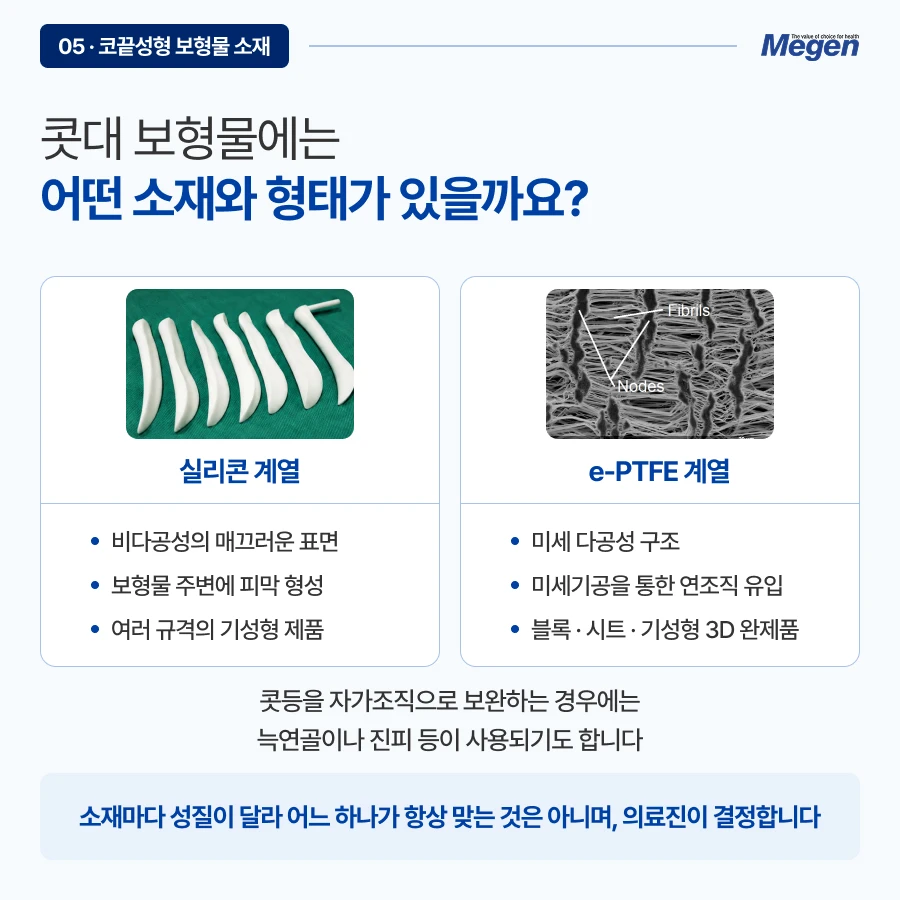 05 · 코끝성형 보형물 소재
The value of choice for health
Megen
콧대 보형물에는
어떤 소재와 형태가 있을까요?
Fibrils
Nodes
실리콘 계열
e-PTFE 계열
• 비다공성의 매끄러운 표면
• 보형물 주변에 피막 형성
• 여러 규격의 기성형 제품
• 미세 다공성 구조
• 미세기공을 통한 연조직 유입
• 블록 · 시트 · 기성형 3D 완제품
콧등을 자가조직으로 보완하는 경우에는
늑연골이나 진피 등이 사용되기도 합니다
소재마다 성질이 달라 어느 하나가 항상 맞는 것은 아니며, 의료진이 결정합니다